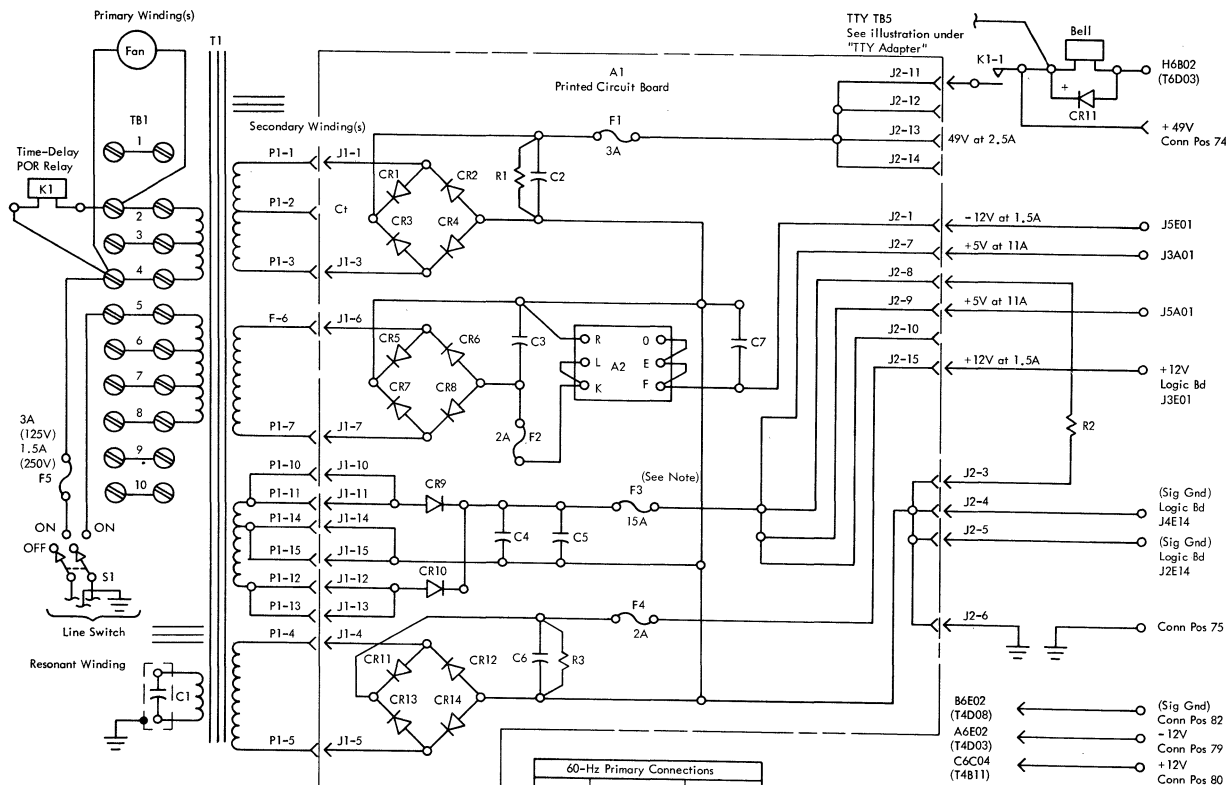 Primary Winding(s)
Fan
T1
TTY TB5
See illustration under
"TTY Adapter"
Bell
K1-1
+
CR11
H6B02
(T6D03)
+ 49V
Conn Pos 74
A1
Printed Circuit Board
J2-11
J2-12
J2-13
49V at 2.5A
J2-14
TB1
1
2
3
4
5
6
7
8
9
10
Time-Delay
POR Relay
K1
Secondary Winding(s)
P1-1
J1-1
P1-2
Ct
P1-3
J1-3
CR1
CR2
CR3
CR4
R1
C2
F1
3A
J2-1
-12V at 1.5A
J5E01
J2-7
+5V at 11A
J3A01
J2-8
J2-9
+5V at 11A
J5A01
J2-10
J2-15
+12V at 1.5A
+12V
Logic Bd
J3E01
F-6
J1-6
P1-7
J1-7
CR5
CR6
CR7
CR8
C3
2A
F2
R
L
K
A2
0
E
F
C7
R2
3A
(125V)
1.5A
(250V)
F5
ON
ON
OFF
S1
Line Switch
P1-10
J1-10
P1-11
J1-11
P1-14
J1-14
P1-15
J1-15
P1-12
J1-12
P1-13
J1-13
CR9
CR10
C4
C5
(See Note)
F3
15A
J2-3
J2-4
(Sig Gnd)
Logic Bd
J4E14
J2-5
(Sig Gnd)
Logic Bd
J2E14
J2-6
Conn Pos 75
P1-4
J1-4
P1-5
J1-5
CR11
CR12
CR13
CR14
C6
R3
F4
2A
Resonant Winding
C1
B6E02
(T4D08)
(Sig Gnd)
Conn Pos 82
A6E02
(T4D03)
-12V
Conn Pos 79
C6C04
(T4B11)
+12V
Conn Pos 80
60-Hz Primary Connections